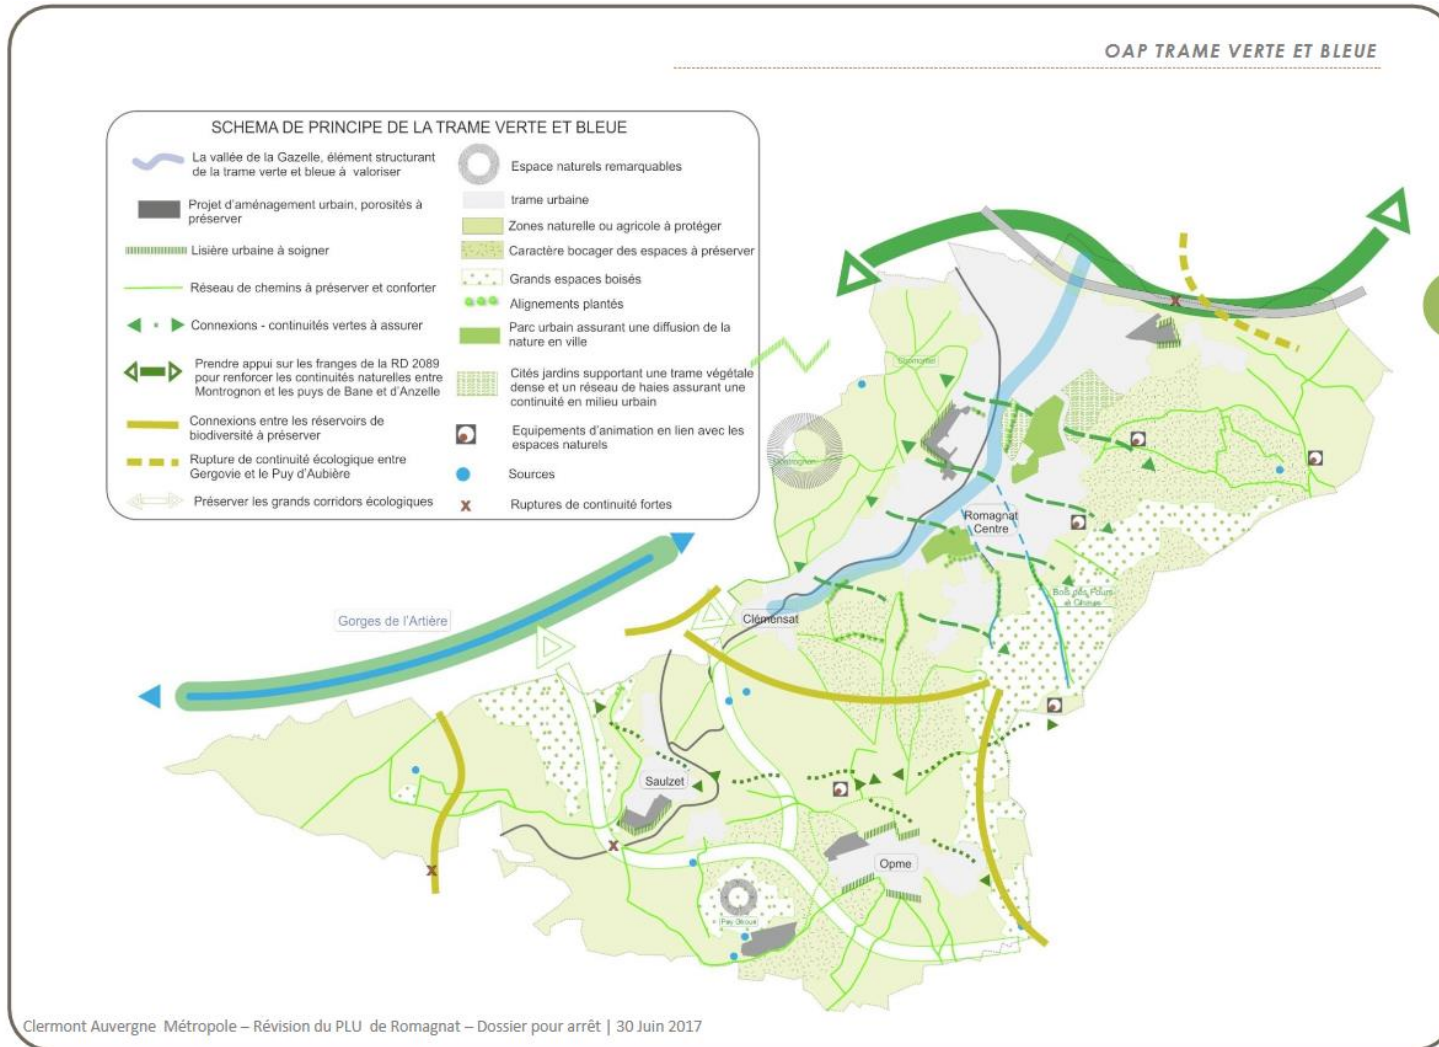 OAP TRAME VERTE ET BLEUE
SCHEMA DE PRINCIPE DE LA TRAME VERTE ET BLEUE
La vallée de la Gazelle, élément structurant
de la trame verte et bleue à valoriser
Projet d'aménagement urbain, porosités à
préserver
Lisière urbaine à soigner
Réseau de chemins à préserver et conforter
Connexions - continuités vertes à assurer
Prendre appui sur les franges de la RD 2089
pour renforcer les continuités naturelles entre
Montrognon et les puys de Bane et d'Anzelle
Connexions entre les réservoirs de
biodiversité à préserver
Rupture de continuité écologique entre
Gergovie et le Puy d'Aubière
Préserver les grands corridors écologiques
Espace naturels remarquables
trame urbaine
Zones naturelle ou agricole à protéger
Caractère bocager des espaces à préserver
Grands espaces boisés
Alignements plantés
Parc urbain assurant une diffusion de la
nature en ville
Cités jardins supportant une trame végétale
dense et un réseau de haies assurant une
continuité en milieu urbain
Equipements d'animation en lien avec les
espaces naturels
Sources
Ruptures de continuité fortes
Montrognon
Romagnat
Centre
Clémensat
Gorges de l'Artière
Saulzet
Opme
Puy Giroux
Clermont Auvergne Métropole – Révision du PLU de Romagnat – Dossier pour arrêt | 30 Juin 2017